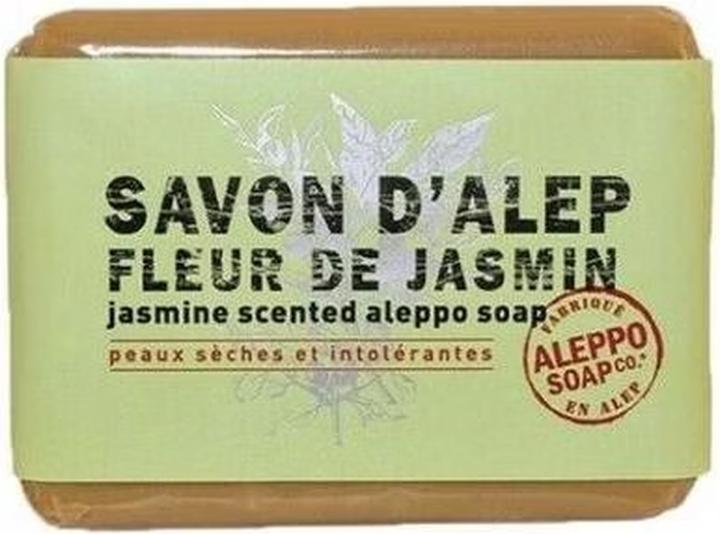 SAVON D'ALEP
FLEUR DE JASMIN
jasmine scented aleppo soap
peaux sèches et intolérantes
FABRIQUÉ
ALEPPO
SOAP CO.*
EN ALEP